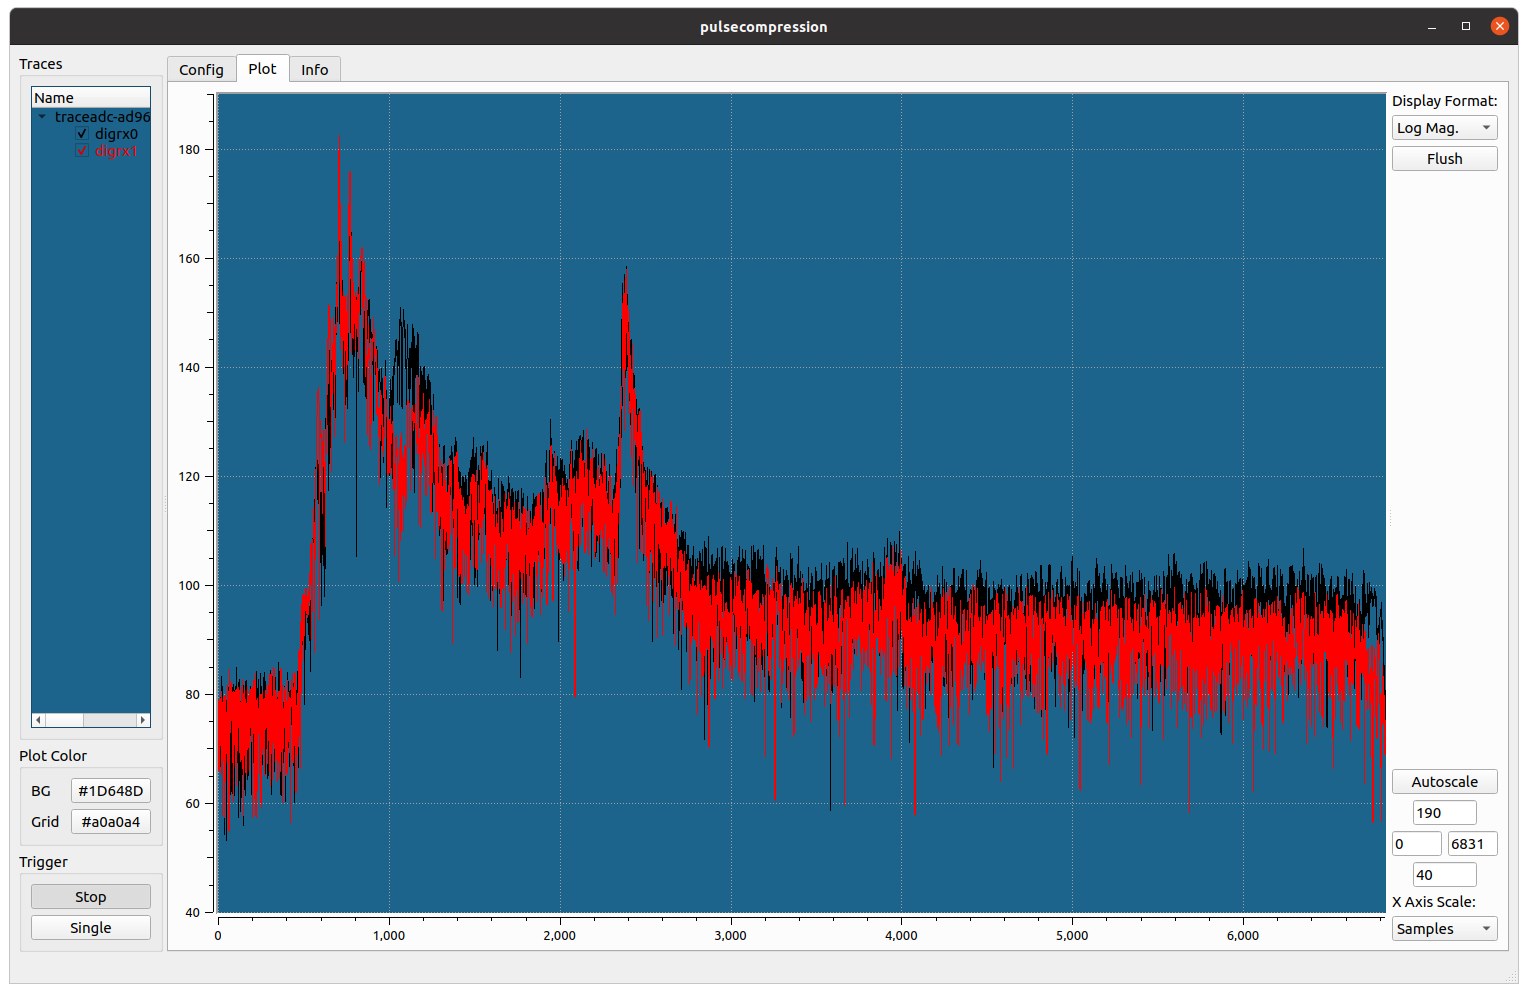 pulsecompression
Traces
Name
traceadc-ad96
digrx0
digrx1
Plot Color
BG #1D648D
Grid #a0a0a4
Trigger
Stop
Single
Config Plot Info
180
160
140
120
100
80
60
40
0 1,000 2,000 3,000 4,000 5,000 6,000
Display Format:
Log Mag.
Flush
Autoscale
190
0 6831
40
X Axis Scale:
Samples